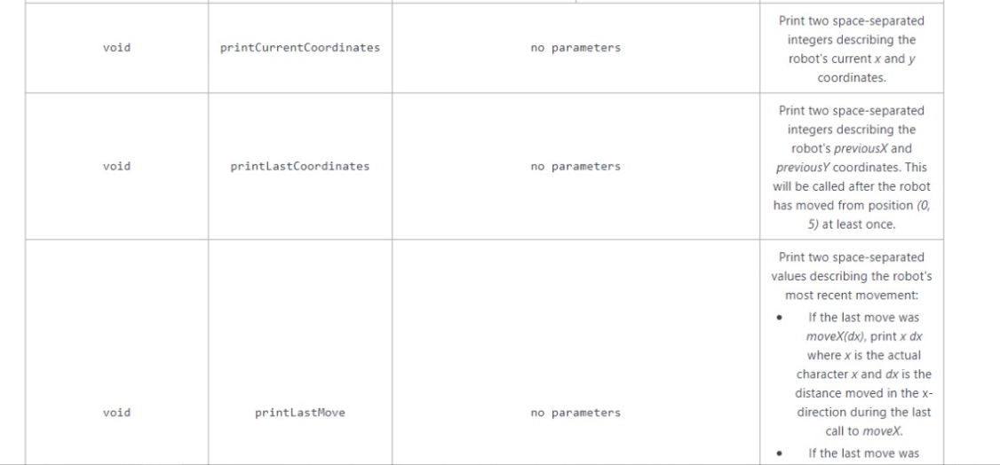 Print two space-separated
integers describing the
robot's current x and y
coordinates.
void
printCurrentCoordinates
no parameters
Print two space-separated
integers describing the
robot's previousX and
previousY coordinates. This
will be called after the robot
has moved from position (0,
5) at least once.
void
printLastCoordinates
no parameters
Print two space-separated
values describing the robot's
most recent movement:
• If the last move was
moveX(dx), print x dx
where x is the actual
character x and dx is the
distance moved in the x-
direction during the last
call to moveX.
• If the last move was
void
printLastMove
no parameters